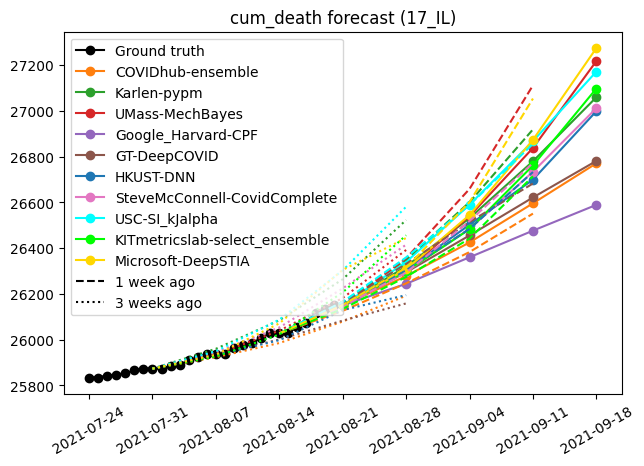 cum_death forecast (17_IL)
27200
27000
26800
26600
26400
26200
26000
25800
Ground truth
COVIDhub-ensemble
Karlen-pypm
UMass-MechBayes
Google_Harvard-CPF
GT-DeepCOVID
HKUST-DNN
SteveMcConnell-CovidComplete
USC-SI_kJalpha
KITmetricslab-select_ensemble
Microsoft-DeepSTIA
1 week ago
3 weeks ago
2021-07-24
2021-07-31
2021-08-07
2021-08-14
2021-08-21
2021-08-28
2021-09-04
2021-09-11
2021-09-18